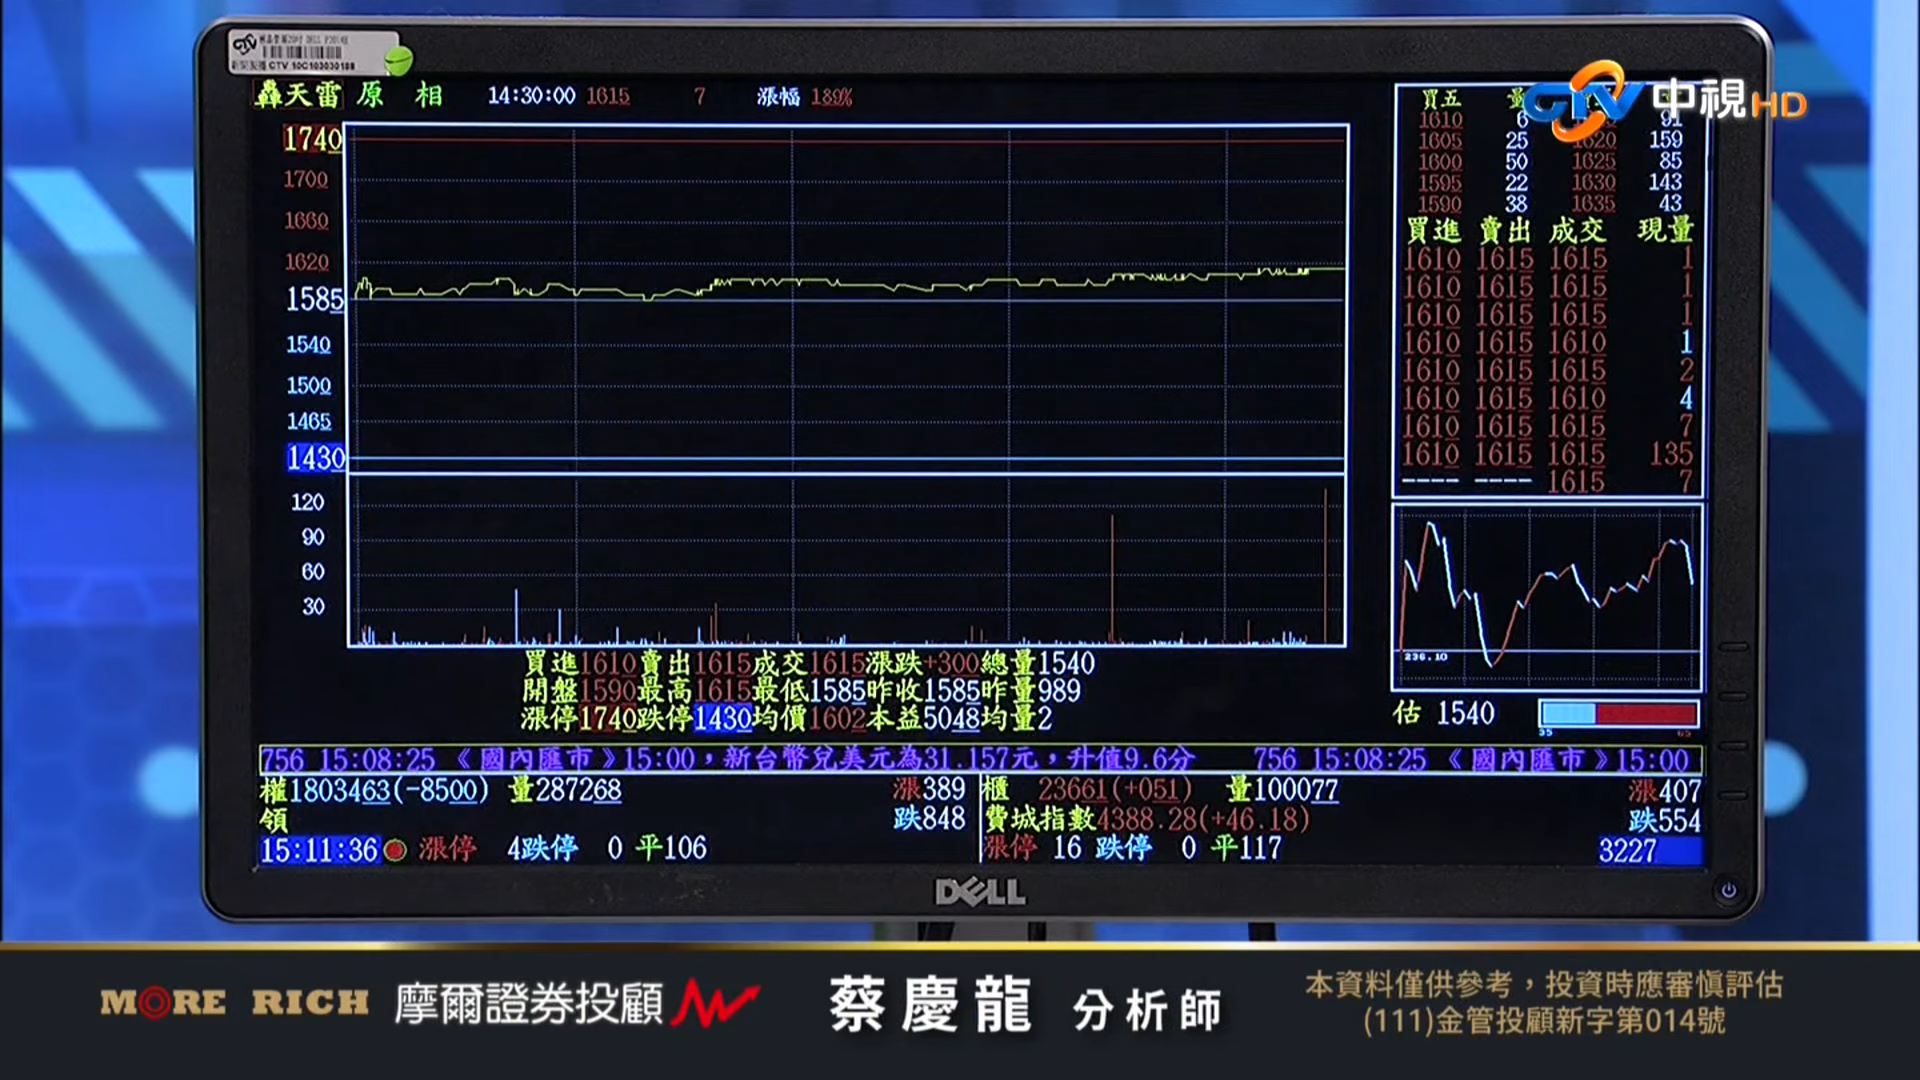 CTV 10C103030188
中視HD
轟天雷 原 相 14:30:00 1615 7 漲幅 189%
1740
1700
1660
1620
1585
1540
1500
1465
1430
120
90
60
30
買五
1610 6 91
1605 25 1620 159
1600 50 1625 85
1595 22 1630 143
1590 38 1635 43
買進 賣出 成交 現量
1610 1615 1615 1
1610 1615 1615 1
1610 1615 1615 1
1610 1615 1610 1
1610 1615 1615 2
1610 1615 1610 4
1610 1615 1615 7
1610 1615 1615 135
---- ---- 1615 7
236.10
估 1540
35 65
買進1610賣出1615成交1615漲跌+300總量1540
開盤1590最高1615最低1585昨收1585昨量989
漲停1740跌停1430均價1602本益5048均量2
756 15:08:25《國內匯市》15:00，新台幣兌美元為31.157元，升值9.6分 756 15:08:25《國內匯市》15:00
權1803463(-8500) 量287268 漲389 櫃 23661(+051) 量100077 漲407
領 跌848 費城指數4388.28(+46.18) 跌554
15:11:36 漲停 4跌停 0 平106 漲停 16 跌停 0 平117 3227
DELL
MORE RICH 摩爾證券投顧 蔡慶龍 分析師
本資料僅供參考，投資時應審慎評估
(111)金管投顧新字第014號